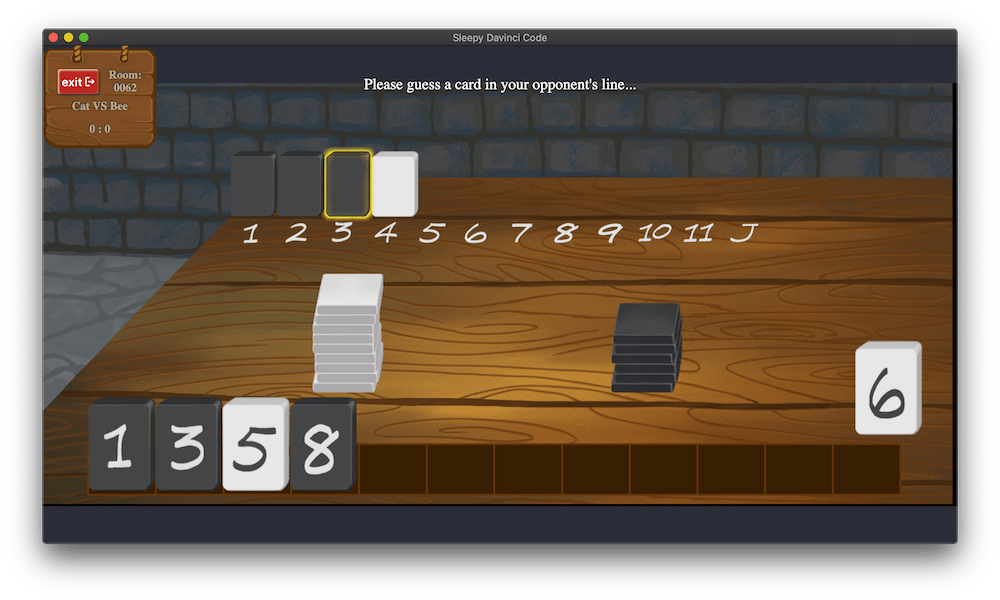 Sleepy Davinci Code
exit
Room:
0062
Cat VS Bee
0 : 0
Please guess a card in your opponent's line...
1 2 3 4 5 6 7 8 9 10 11 J
6
1 3 5 8